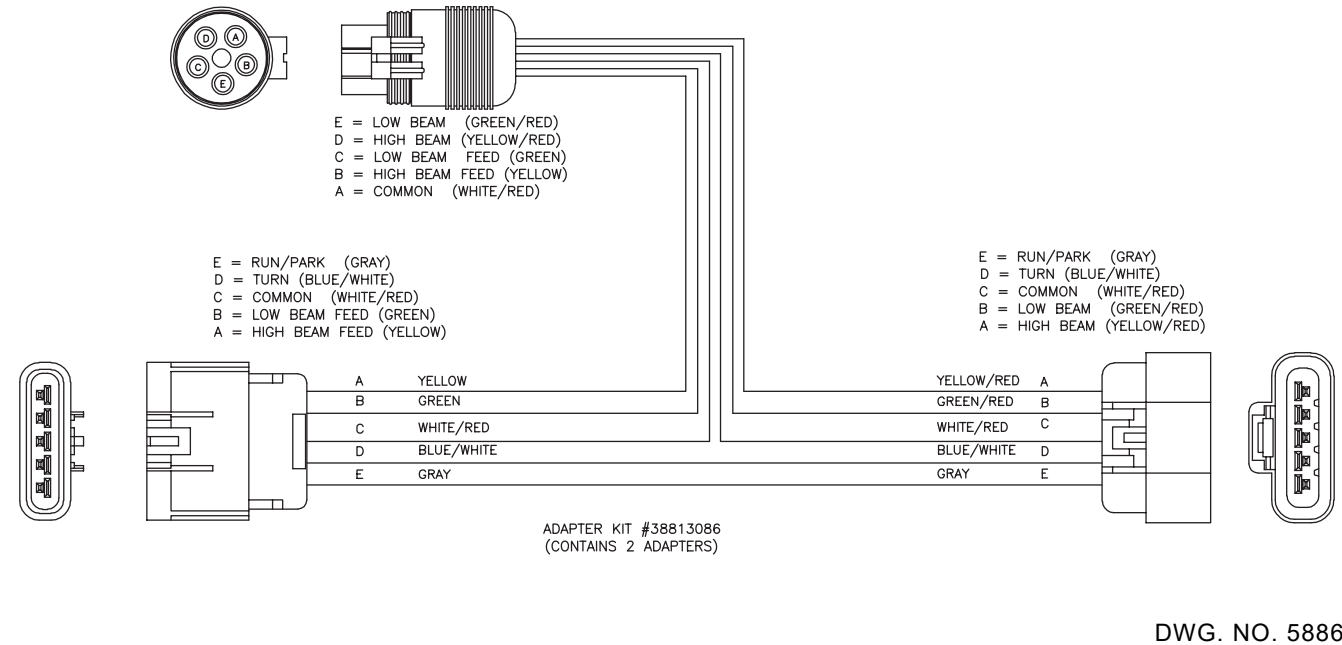 D A
C B
E
E = LOW BEAM (GREEN/RED)
D = HIGH BEAM (YELLOW/RED)
C = LOW BEAM FEED (GREEN)
B = HIGH BEAM FEED (YELLOW)
A = COMMON (WHITE/RED)
E = RUN/PARK (GRAY)
D = TURN (BLUE/WHITE)
C = COMMON (WHITE/RED)
B = LOW BEAM FEED (GREEN)
A = HIGH BEAM FEED (YELLOW)
E = RUN/PARK (GRAY)
D = TURN (BLUE/WHITE)
C = COMMON (WHITE/RED)
B = LOW BEAM (GREEN/RED)
A = HIGH BEAM (YELLOW/RED)
A YELLOW YELLOW/RED A
B GREEN GREEN/RED B
C WHITE/RED WHITE/RED C
D BLUE/WHITE BLUE/WHITE D
E GRAY GRAY E
ADAPTER KIT #38813086
(CONTAINS 2 ADAPTERS)
DWG. NO. 5886